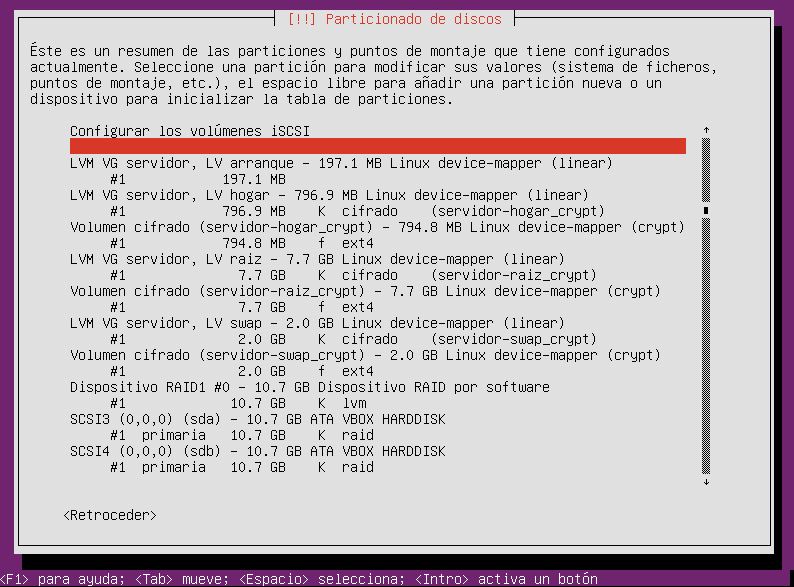 [!!] Particionado de discos
Éste es un resumen de las particiones y puntos de montaje que tiene configurados
actualmente. Seleccione una partición para modificar sus valores (sistema de ficheros,
puntos de montaje, etc.), el espacio libre para añadir una partición nueva o un
dispositivo para inicializar la tabla de particiones.
Configurar los volúmenes iSCSI
LVM VG servidor, LV arranque - 197.1 MB Linux device-mapper (linear)
#1 197.1 MB
LVM VG servidor, LV hogar - 796.9 MB Linux device-mapper (linear)
#1 796.9 MB K cifrado (servidor-hogar_crypt)
Volumen cifrado (servidor-hogar_crypt) - 794.8 MB Linux device-mapper (crypt)
#1 794.8 MB f ext4
LVM VG servidor, LV raiz - 7.7 GB Linux device-mapper (linear)
#1 7.7 GB K cifrado (servidor-raiz_crypt)
Volumen cifrado (servidor-raiz_crypt) - 7.7 GB Linux device-mapper (crypt)
#1 7.7 GB f ext4
LVM VG servidor, LV swap - 2.0 GB Linux device-mapper (linear)
#1 2.0 GB K cifrado (servidor-swap_crypt)
Volumen cifrado (servidor-swap_crypt) - 2.0 GB Linux device-mapper (crypt)
#1 2.0 GB f ext4
Dispositivo RAID1 #0 - 10.7 GB Dispositivo RAID por software
#1 10.7 GB K lvm
SCSI3 (0,0,0) (sda) - 10.7 GB ATA VBOX HARDDISK
#1 primaria 10.7 GB K raid
SCSI4 (0,0,0) (sdb) - 10.7 GB ATA VBOX HARDDISK
#1 primaria 10.7 GB K raid
<Retroceder>
<F1> para ayuda; <Tab> mueve; <Espacio> selecciona; <Intro> activa un botón